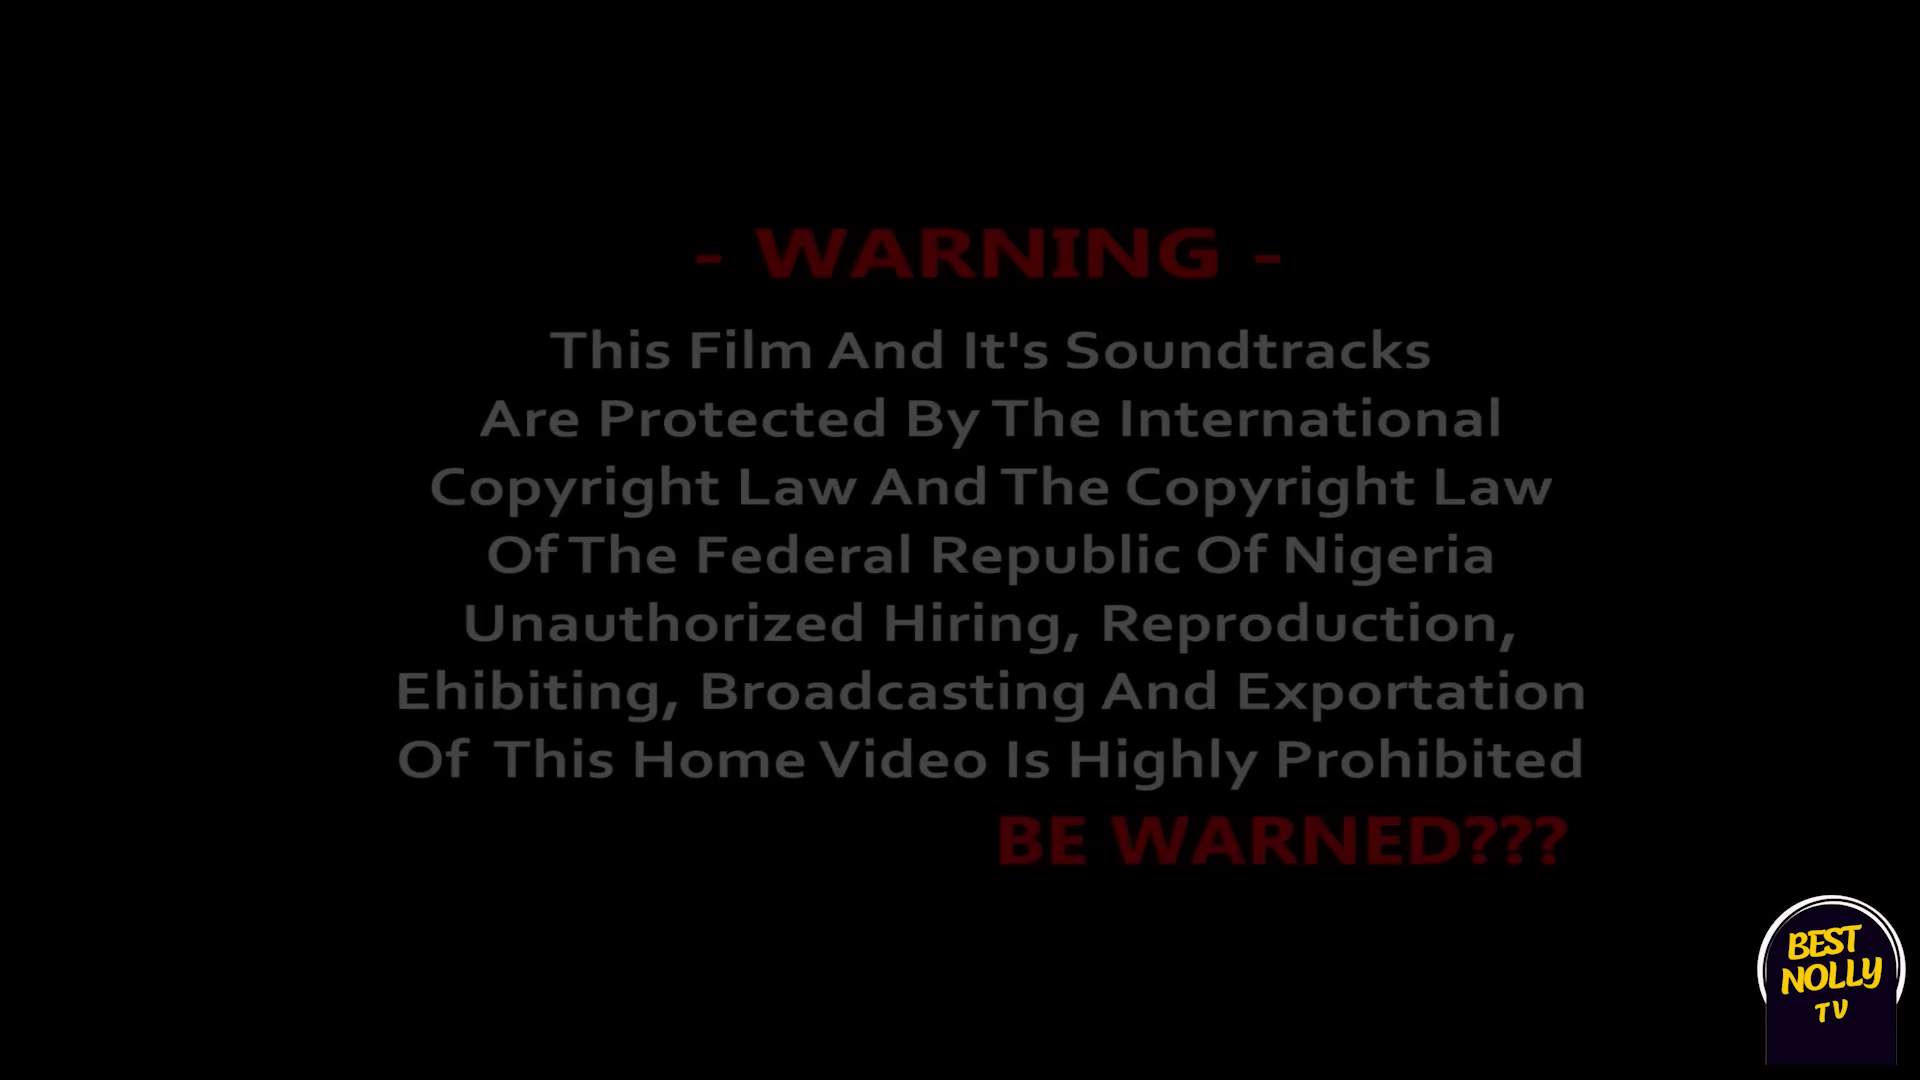 - WARNING -
This Film And It's Soundtracks
Are Protected By The International
Copyright Law And The Copyright Law
Of The Federal Republic Of Nigeria
Unauthorized Hiring, Reproduction,
Ehibiting, Broadcasting And Exportation
Of This Home Video Is Highly Prohibited
BE WARNED???
BEST
NOLLY
TV